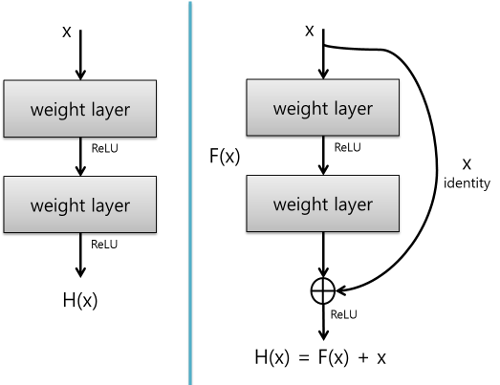 x
weight layer
ReLU
weight layer
ReLU
H(x)
x
weight layer
F(x)
ReLU
x
identity
weight layer
ReLU
H(x) = F(x) + x